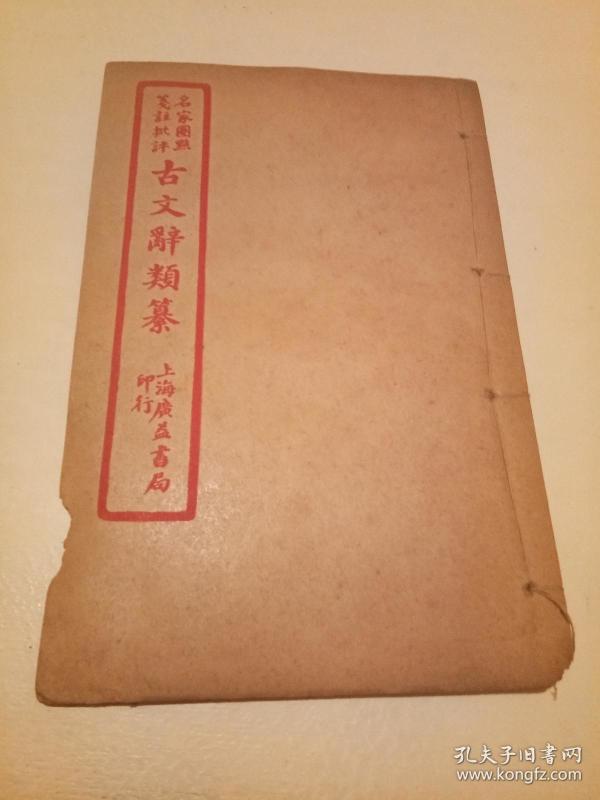 名家圈點
箋註批評
古文辭類纂
上海廣益書局
印行
孔夫子旧书网
www.kongfz.com